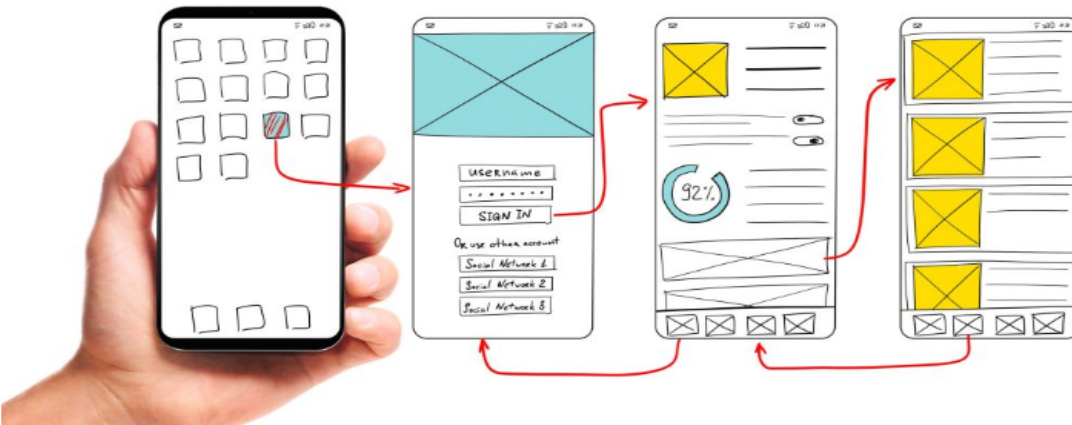 Username
SIGN IN
Or use other account
Social Network 1
Social Network 2
Social Network 3
92%